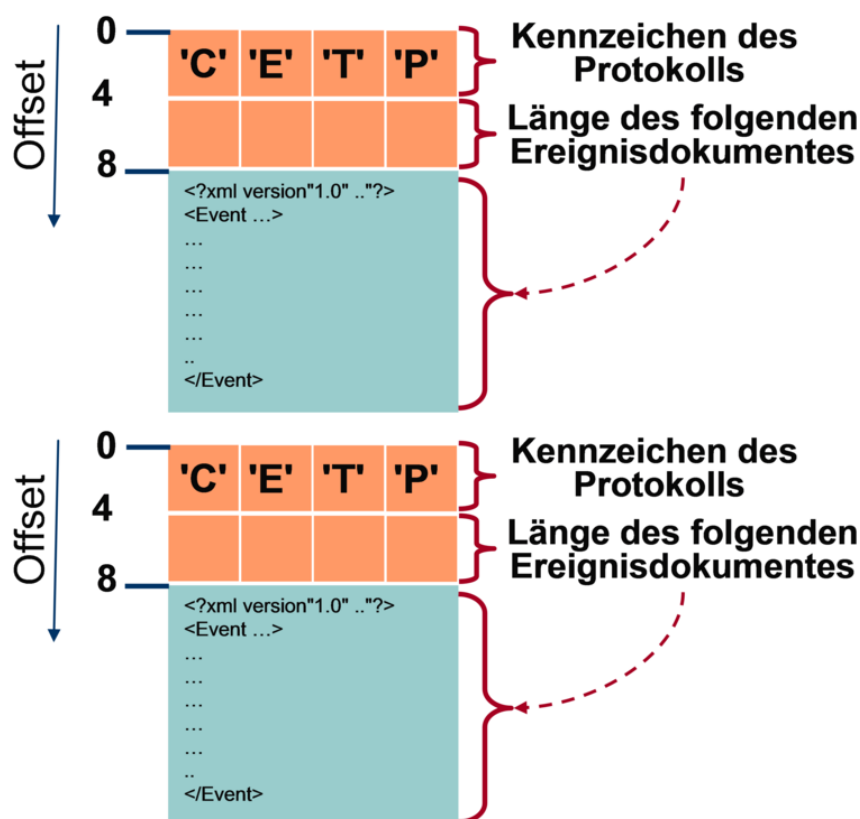 Offset
0
'C' 'E' 'T' 'P'
Kennzeichen des
Protokolls
4
Länge des folgenden
Ereignisdokumentes
8
<?xml version"1.0" .."?>
<Event ...>
...
...
...
...
...
..
</Event>
Offset
0
'C' 'E' 'T' 'P'
Kennzeichen des
Protokolls
4
Länge des folgenden
Ereignisdokumentes
8
<?xml version"1.0" .."?>
<Event ...>
...
...
...
...
...
..
</Event>